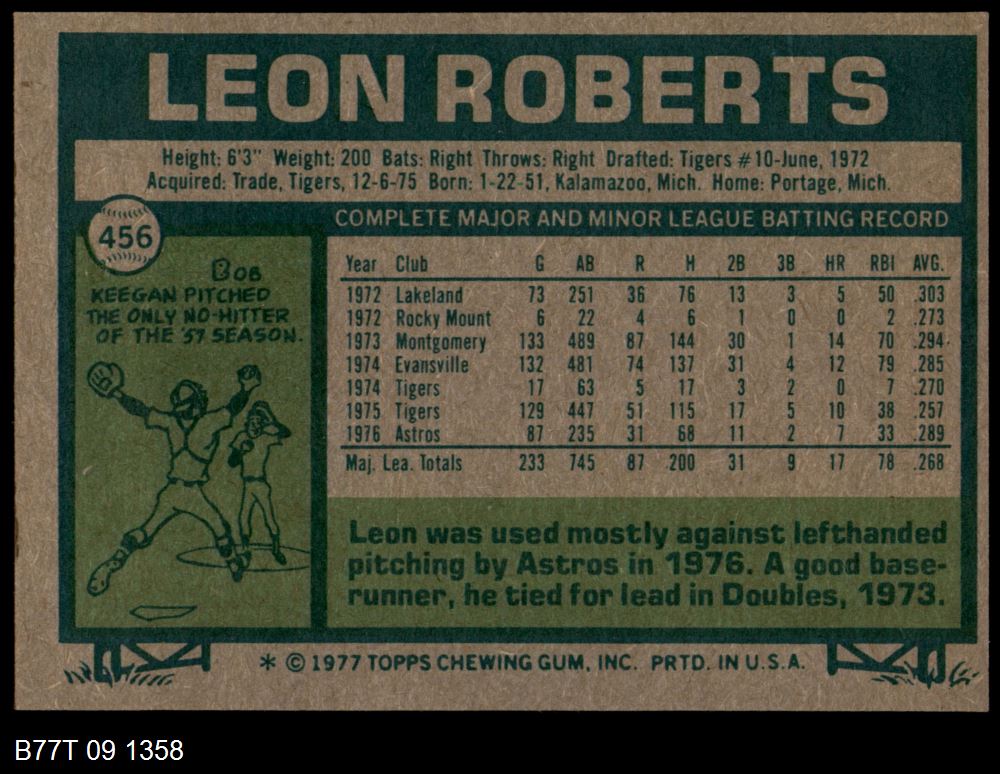 LEON ROBERTS
Height: 6'3" Weight: 200 Bats: Right Throws: Right Drafted: Tigers #10-June, 1972
Acquired: Trade, Tigers, 12-6-75 Born: 1-22-51, Kalamazoo, Mich. Home: Portage, Mich.
456
COMPLETE MAJOR AND MINOR LEAGUE BATTING RECORD
BOB
KEEGAN PITCHED
THE ONLY NO-HITTER
OF THE '57 SEASON.
Year Club G AB R H 2B 3B HR RBI AVG.
1972 Lakeland 73 251 36 76 13 3 5 50 .303
1972 Rocky Mount 6 22 4 6 1 0 0 2 .273
1973 Montgomery 133 489 87 144 30 1 14 70 .294
1974 Evansville 132 481 74 137 31 4 12 79 .285
1974 Tigers 17 63 5 17 3 2 0 7 .270
1975 Tigers 129 447 51 115 17 5 10 38 .257
1976 Astros 87 235 31 68 11 2 7 33 .289
Maj. Lea. Totals 233 745 87 200 31 9 17 78 .268
Leon was used mostly against lefthanded
pitching by Astros in 1976. A good base-
runner, he tied for lead in Doubles, 1973.
* © 1977 TOPPS CHEWING GUM, INC. PRTD. IN U.S.A.
B77T 09 1358